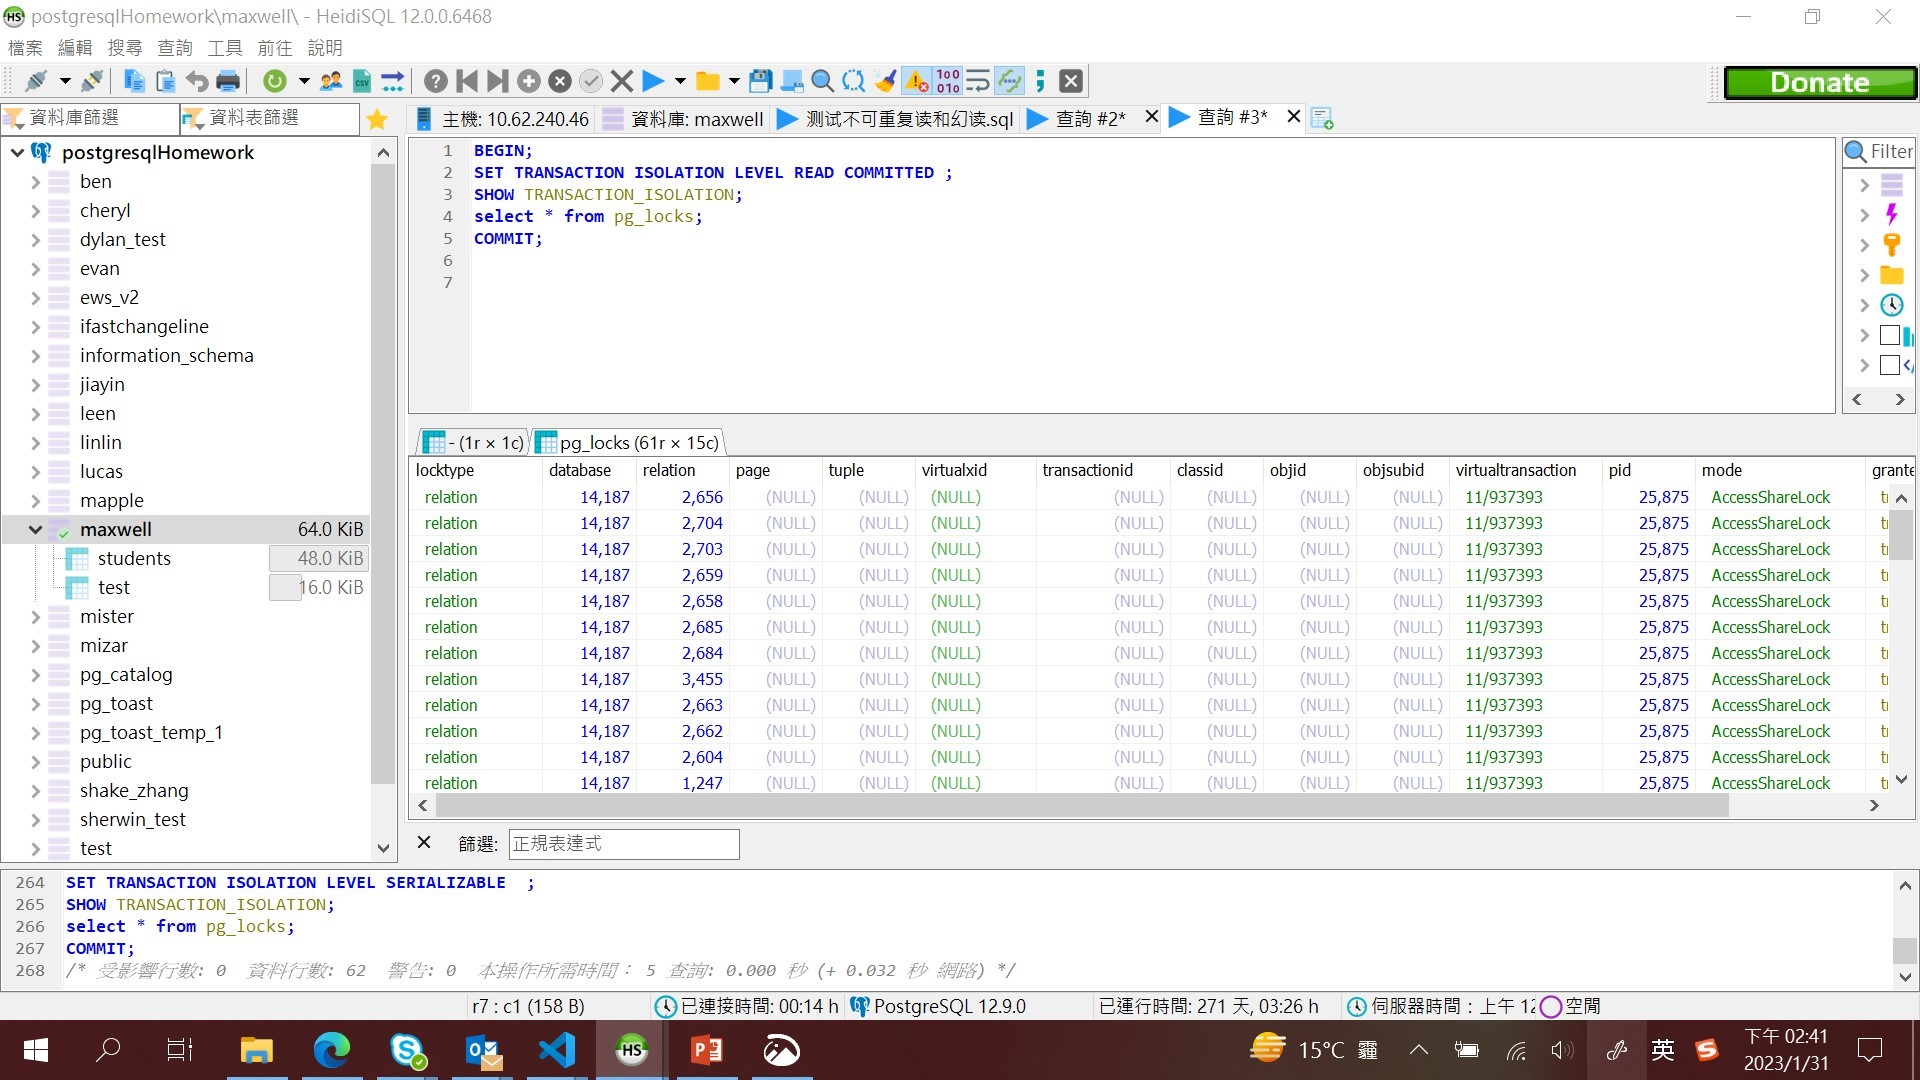 postgresqlHomework\maxwell\ - HeidiSQL 12.0.0.6468
檔案 編輯 搜尋 查詢 工具 前往 說明
Donate
資料庫篩選 資料表篩選
主機: 10.62.240.46 資料庫: maxwell 测试不可重复读和幻读.sql 查詢 #2* 查詢 #3*
postgresqlHomework
ben
cheryl
dylan_test
evan
ews_v2
ifastchangeline
information_schema
jiayin
leen
linlin
lucas
mapple
maxwell 64.0 KiB
students 48.0 KiB
test 16.0 KiB
mister
mizar
pg_catalog
pg_toast
pg_toast_temp_1
public
shake_zhang
sherwin_test
test
1 BEGIN;
2 SET TRANSACTION ISOLATION LEVEL READ COMMITTED ;
3 SHOW TRANSACTION_ISOLATION;
4 select * from pg_locks;
5 COMMIT;
6
7
Filter
- (1r × 1c) pg_locks (61r × 15c)
locktype database relation page tuple virtualxid transactionid classid objid objsubid virtualtransaction pid mode grante
relation 14,187 2,656 (NULL) (NULL) (NULL) (NULL) (NULL) (NULL) (NULL) 11/937393 25,875 AccessShareLock
relation 14,187 2,704 (NULL) (NULL) (NULL) (NULL) (NULL) (NULL) (NULL) 11/937393 25,875 AccessShareLock
relation 14,187 2,703 (NULL) (NULL) (NULL) (NULL) (NULL) (NULL) (NULL) 11/937393 25,875 AccessShareLock
relation 14,187 2,659 (NULL) (NULL) (NULL) (NULL) (NULL) (NULL) (NULL) 11/937393 25,875 AccessShareLock
relation 14,187 2,658 (NULL) (NULL) (NULL) (NULL) (NULL) (NULL) (NULL) 11/937393 25,875 AccessShareLock
relation 14,187 2,685 (NULL) (NULL) (NULL) (NULL) (NULL) (NULL) (NULL) 11/937393 25,875 AccessShareLock
relation 14,187 2,684 (NULL) (NULL) (NULL) (NULL) (NULL) (NULL) (NULL) 11/937393 25,875 AccessShareLock
relation 14,187 3,455 (NULL) (NULL) (NULL) (NULL) (NULL) (NULL) (NULL) 11/937393 25,875 AccessShareLock
relation 14,187 2,663 (NULL) (NULL) (NULL) (NULL) (NULL) (NULL) (NULL) 11/937393 25,875 AccessShareLock
relation 14,187 2,662 (NULL) (NULL) (NULL) (NULL) (NULL) (NULL) (NULL) 11/937393 25,875 AccessShareLock
relation 14,187 2,604 (NULL) (NULL) (NULL) (NULL) (NULL) (NULL) (NULL) 11/937393 25,875 AccessShareLock
relation 14,187 1,247 (NULL) (NULL) (NULL) (NULL) (NULL) (NULL) (NULL) 11/937393 25,875 AccessShareLock
篩選: 正規表達式
264 SET TRANSACTION ISOLATION LEVEL SERIALIZABLE ;
265 SHOW TRANSACTION_ISOLATION;
266 select * from pg_locks;
267 COMMIT;
268 /* 受影響行數: 0 資料行數: 62 警告: 0 本操作所需時間： 5 查詢: 0.000 秒 (+ 0.032 秒 網路) */
r7 : c1 (158 B) 已連接時間: 00:14 h PostgreSQL 12.9.0 已運行時間: 271 天, 03:26 h 伺服器時間：上午 12 空閒
15°C 霾 英 下午 02:41
2023/1/31